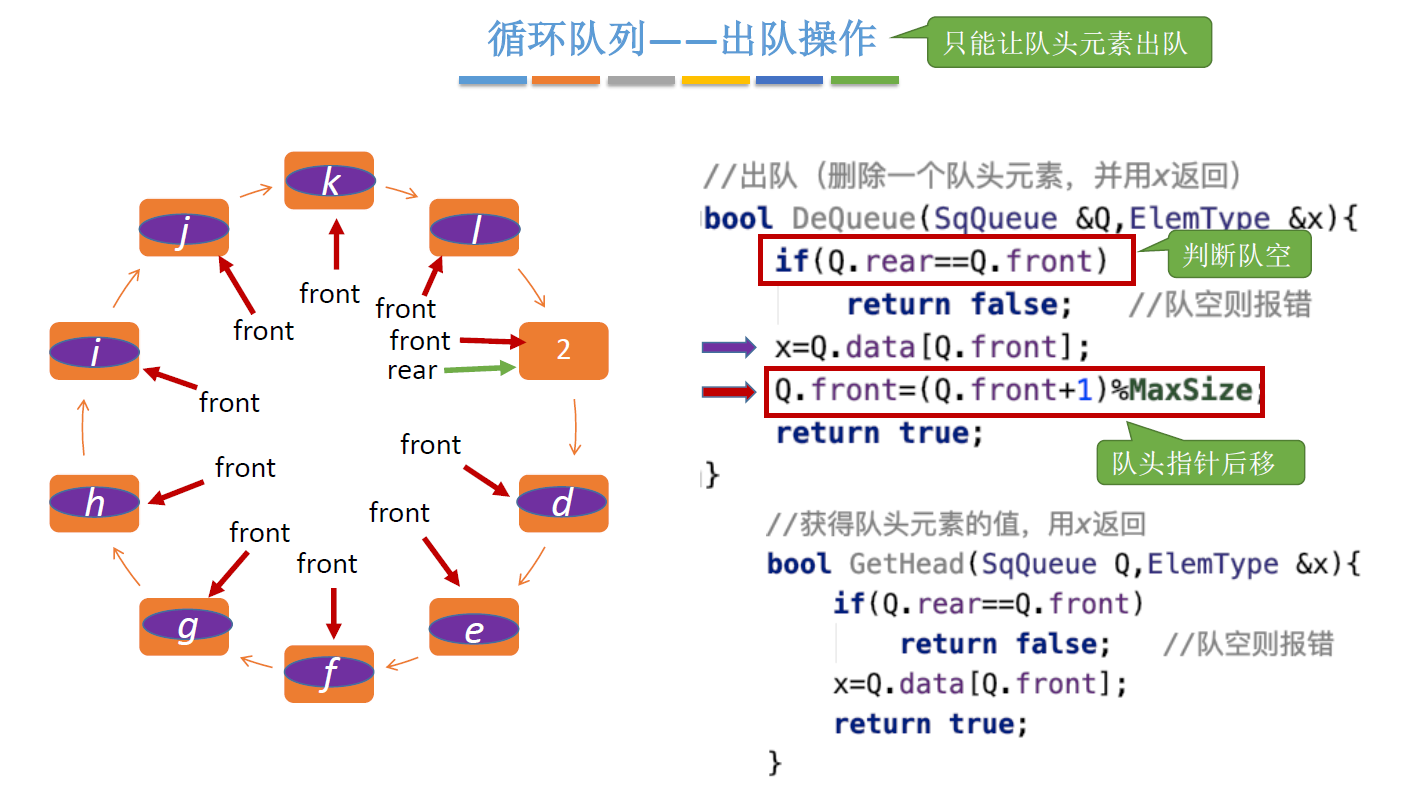 循环队列——出队操作
只能让队头元素出队
k
j
l
front
front
front
front
rear
2
i
front
front
front
h
d
front
front
front
g
e
f
//出队（删除一个队头元素，并用x返回）
bool DeQueue(SqQueue &Q,ElemType &x){
if(Q.rear==Q.front)
判断队空
return false; //队空则报错
x=Q.data[Q.front];
Q.front=(Q.front+1)%MaxSize;
return true;
队头指针后移
}
//获得队头元素的值，用x返回
bool GetHead(SqQueue Q,ElemType &x){
if(Q.rear==Q.front)
return false; //队空则报错
x=Q.data[Q.front];
return true;
}